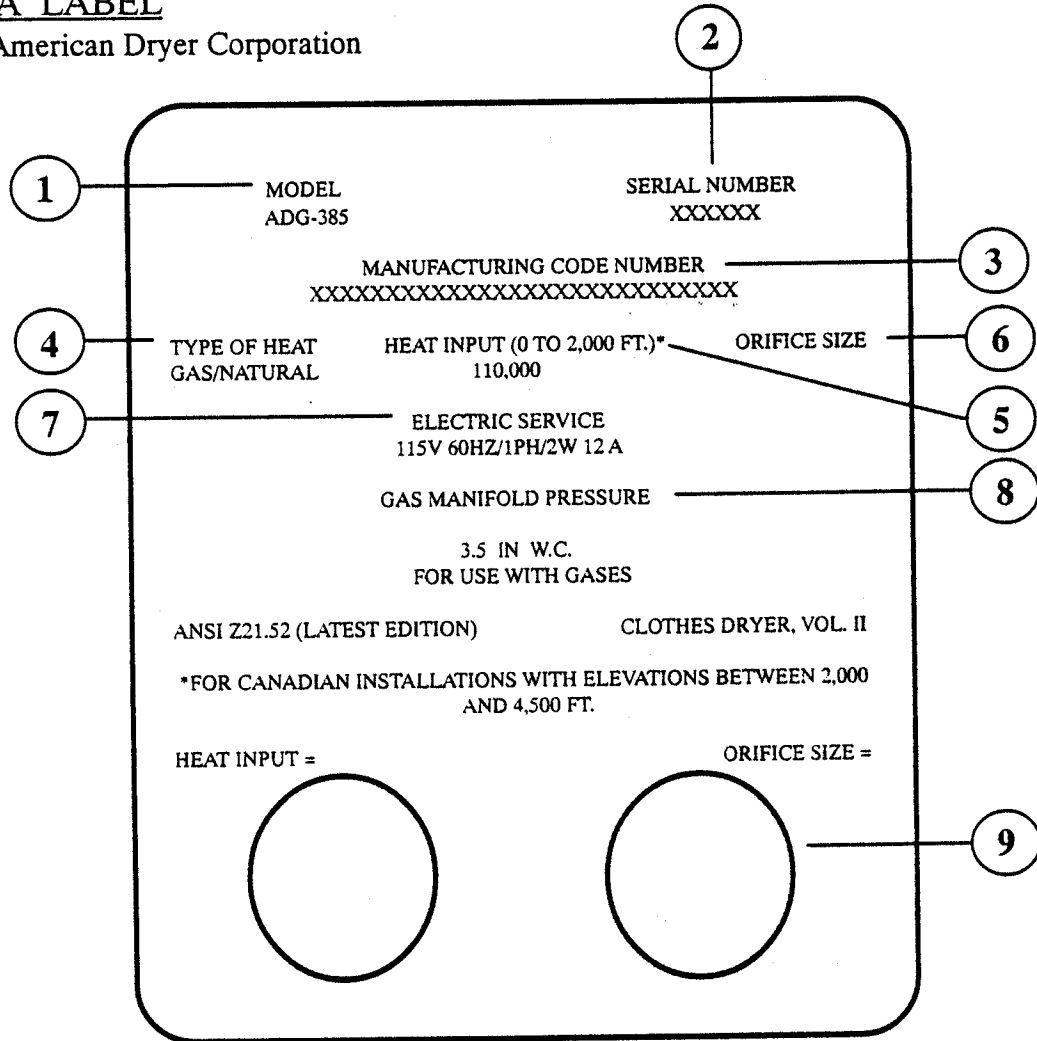 A LABEL
American Dryer Corporation
2
1
MODEL
ADG-385
SERIAL NUMBER
XXXXXX
MANUFACTURING CODE NUMBER
XXXXXXXXXXXXXXXXXXXXXXXXXXXX
3
4
TYPE OF HEAT
GAS/NATURAL
HEAT INPUT (0 TO 2,000 FT.)*
110,000
ORIFICE SIZE
6
5
7
ELECTRIC SERVICE
115V 60HZ/1PH/2W 12 A
GAS MANIFOLD PRESSURE
8
3.5 IN W.C.
FOR USE WITH GASES
ANSI Z21.52 (LATEST EDITION) CLOTHES DRYER, VOL. II
*FOR CANADIAN INSTALLATIONS WITH ELEVATIONS BETWEEN 2,000
AND 4,500 FT.
HEAT INPUT = ORIFICE SIZE =
9